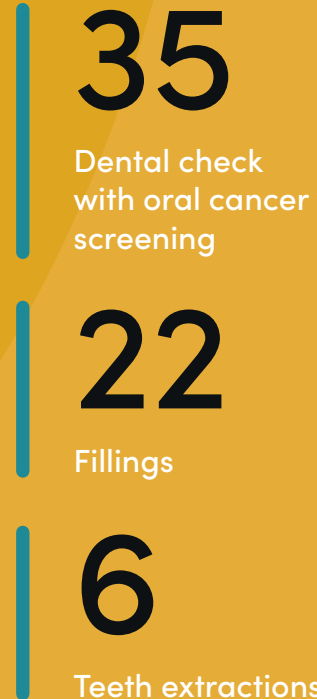 35
Dental check
with oral cancer
screening
22
Fillings
6
Teeth extractions